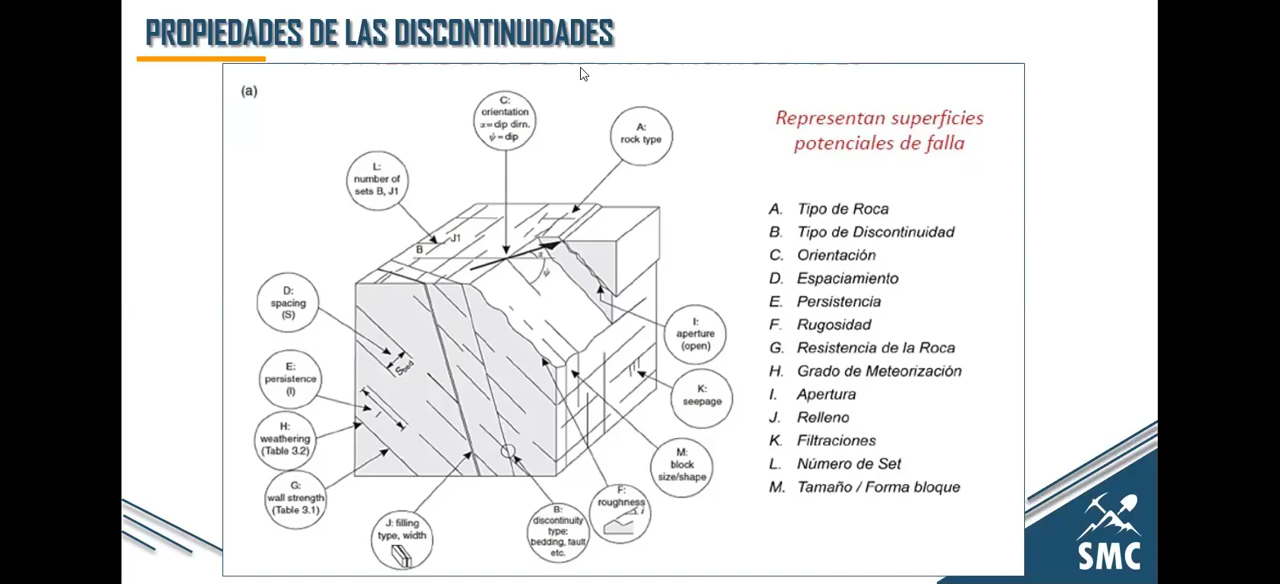 PROPIEDADES DE LAS DISCONTINUIDADES
(a)
C:
orientation
α=dip dirn.
ψ=dip
A:
rock type
L:
number of
sets B, J1
B
J1
α
ψ
D:
spacing
(S)
Sbed
E:
persistence
(l)
l
H:
weathering
(Table 3.2)
G:
wall strength
(Table 3.1)
J: filling
type, width
B:
discontinuity
type:
bedding, fault
etc.
F:
roughness
i
M:
block
size/shape
K:
seepage
I:
aperture
(open)
Representan superficies
potenciales de falla
A. Tipo de Roca
B. Tipo de Discontinuidad
C. Orientación
D. Espaciamiento
E. Persistencia
F. Rugosidad
G. Resistencia de la Roca
H. Grado de Meteorización
I. Apertura
J. Relleno
K. Filtraciones
L. Número de Set
M. Tamaño / Forma bloque
SMC